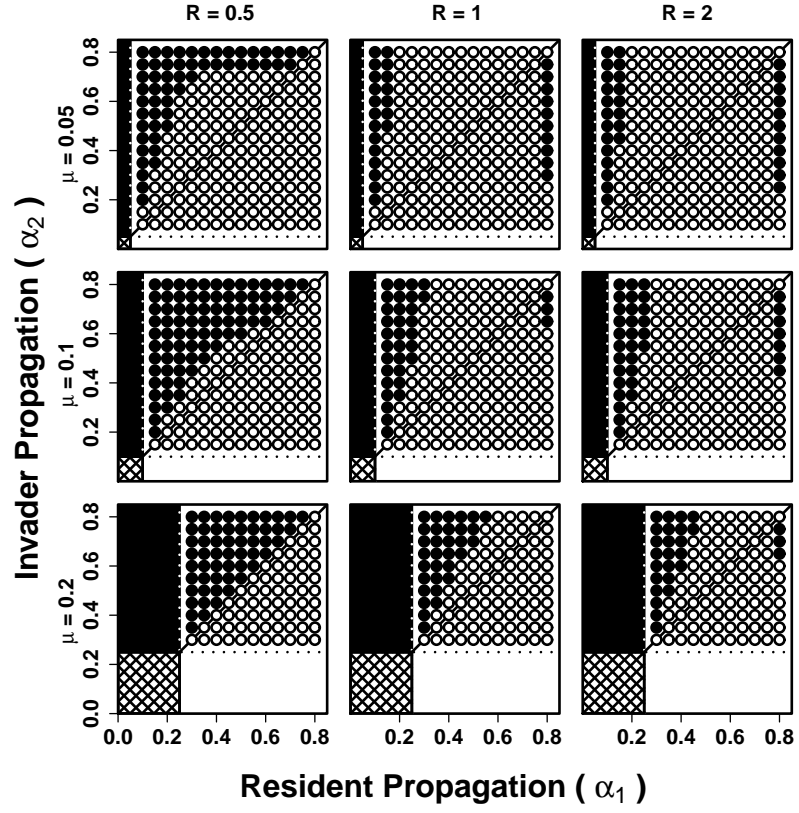 R = 0.5 R = 1 R = 2
Invader Propagation ( α2 )
μ = 0.05
0.2 0.4 0.6 0.8
μ = 0.1
0.2 0.4 0.6 0.8
μ = 0.2
0.0 0.2 0.4 0.6 0.8
0.0 0.2 0.4 0.6 0.8 0.2 0.4 0.6 0.8 0.2 0.4 0.6 0.8
Resident Propagation ( α1 )